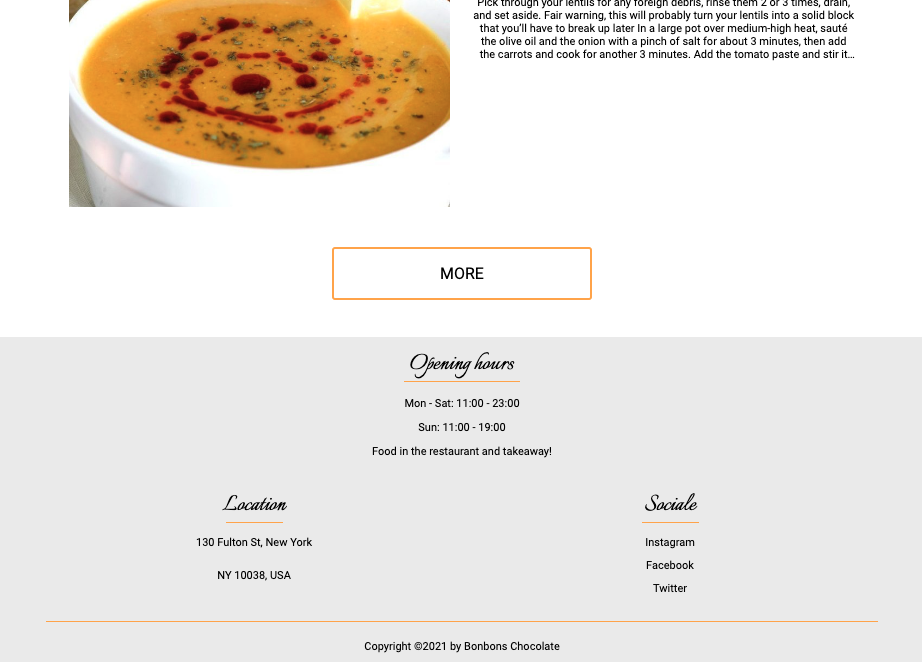 Pick through your lentils for any foreign debris, rinse them 2 or 3 times, drain,
and set aside. Fair warning, this will probably turn your lentils into a solid block
that you'll have to break up later In a large pot over medium-high heat, sauté
the olive oil and the onion with a pinch of salt for about 3 minutes, then add
the carrots and cook for another 3 minutes. Add the tomato paste and stir it...
MORE
Opening hours
Mon - Sat: 11:00 - 23:00
Sun: 11:00 - 19:00
Food in the restaurant and takeaway!
Location
130 Fulton St, New York
NY 10038, USA
Sociale
Instagram
Facebook
Twitter
Copyright ©2021 by Bonbons Chocolate